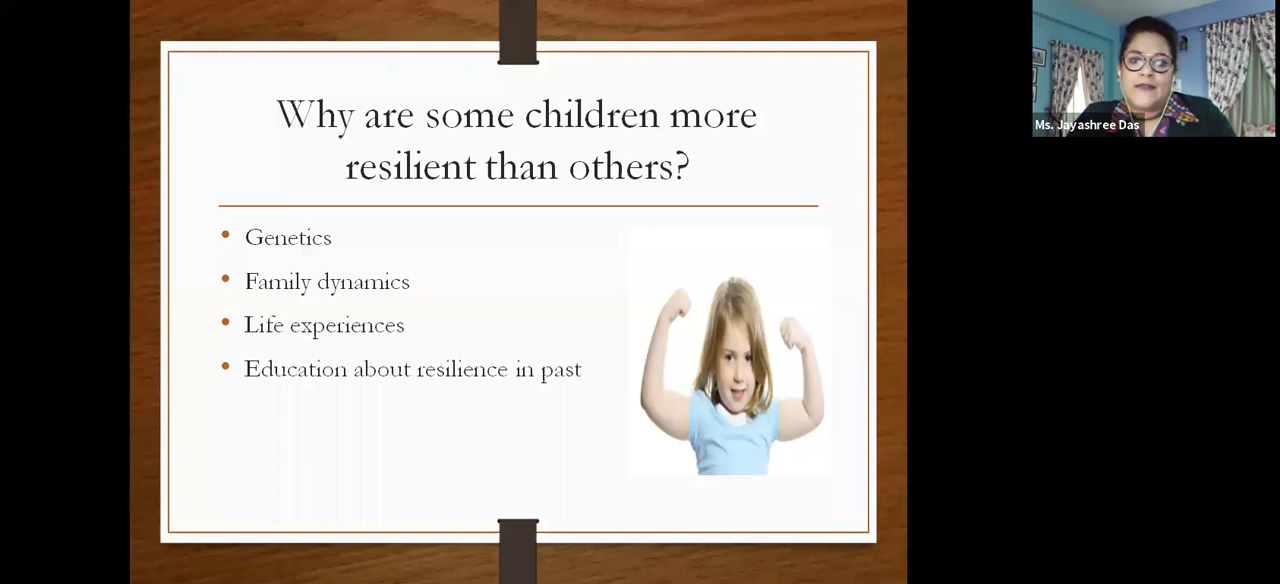 Why are some children more
resilient than others?
Genetics
Family dynamics
Life experiences
Education about resilience in past
Ms. Jayashree Das